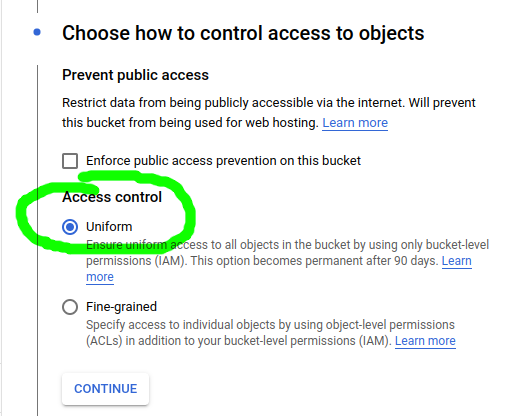 Choose how to control access to objects
Prevent public access
Restrict data from being publicly accessible via the internet. Will prevent
this bucket from being used for web hosting. Learn more
Enforce public access prevention on this bucket
Access control
Uniform
Ensure uniform access to all objects in the bucket by using only bucket-level
permissions (IAM). This option becomes permanent after 90 days. Learn
more
Fine-grained
Specify access to individual objects by using object-level permissions
(ACLs) in addition to your bucket-level permissions (IAM). Learn more
CONTINUE